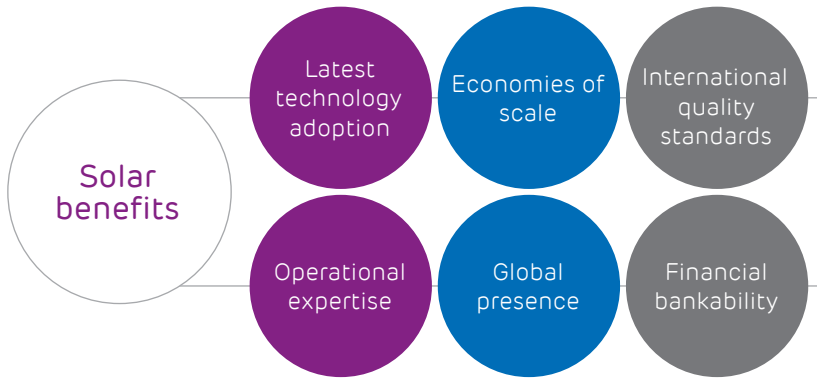 Solar
benefits
Latest
technology
adoption
Economies of
scale
International
quality
standards
Operational
expertise
Global
presence
Financial
bankability